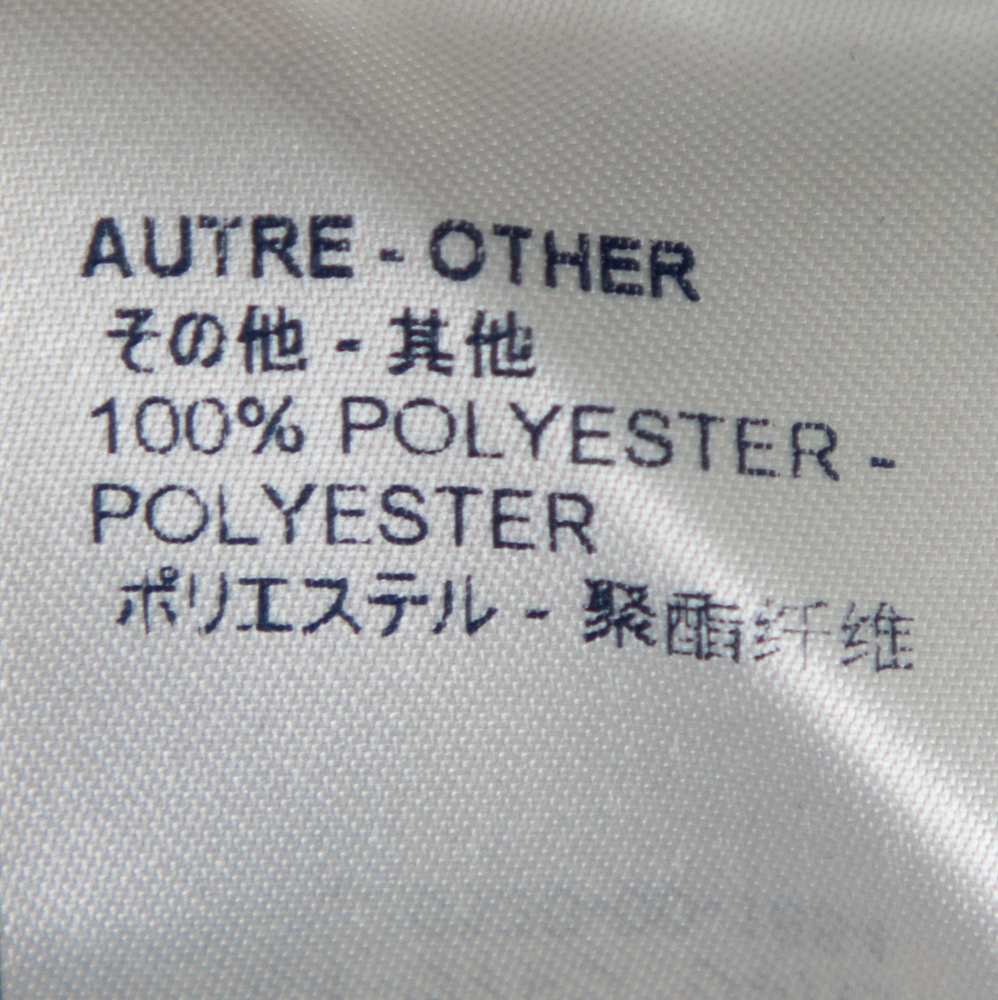 AUTRE - OTHER
その他 - 其他
100% POLYESTER -
POLYESTER
ポリエステル - 聚酯纤维